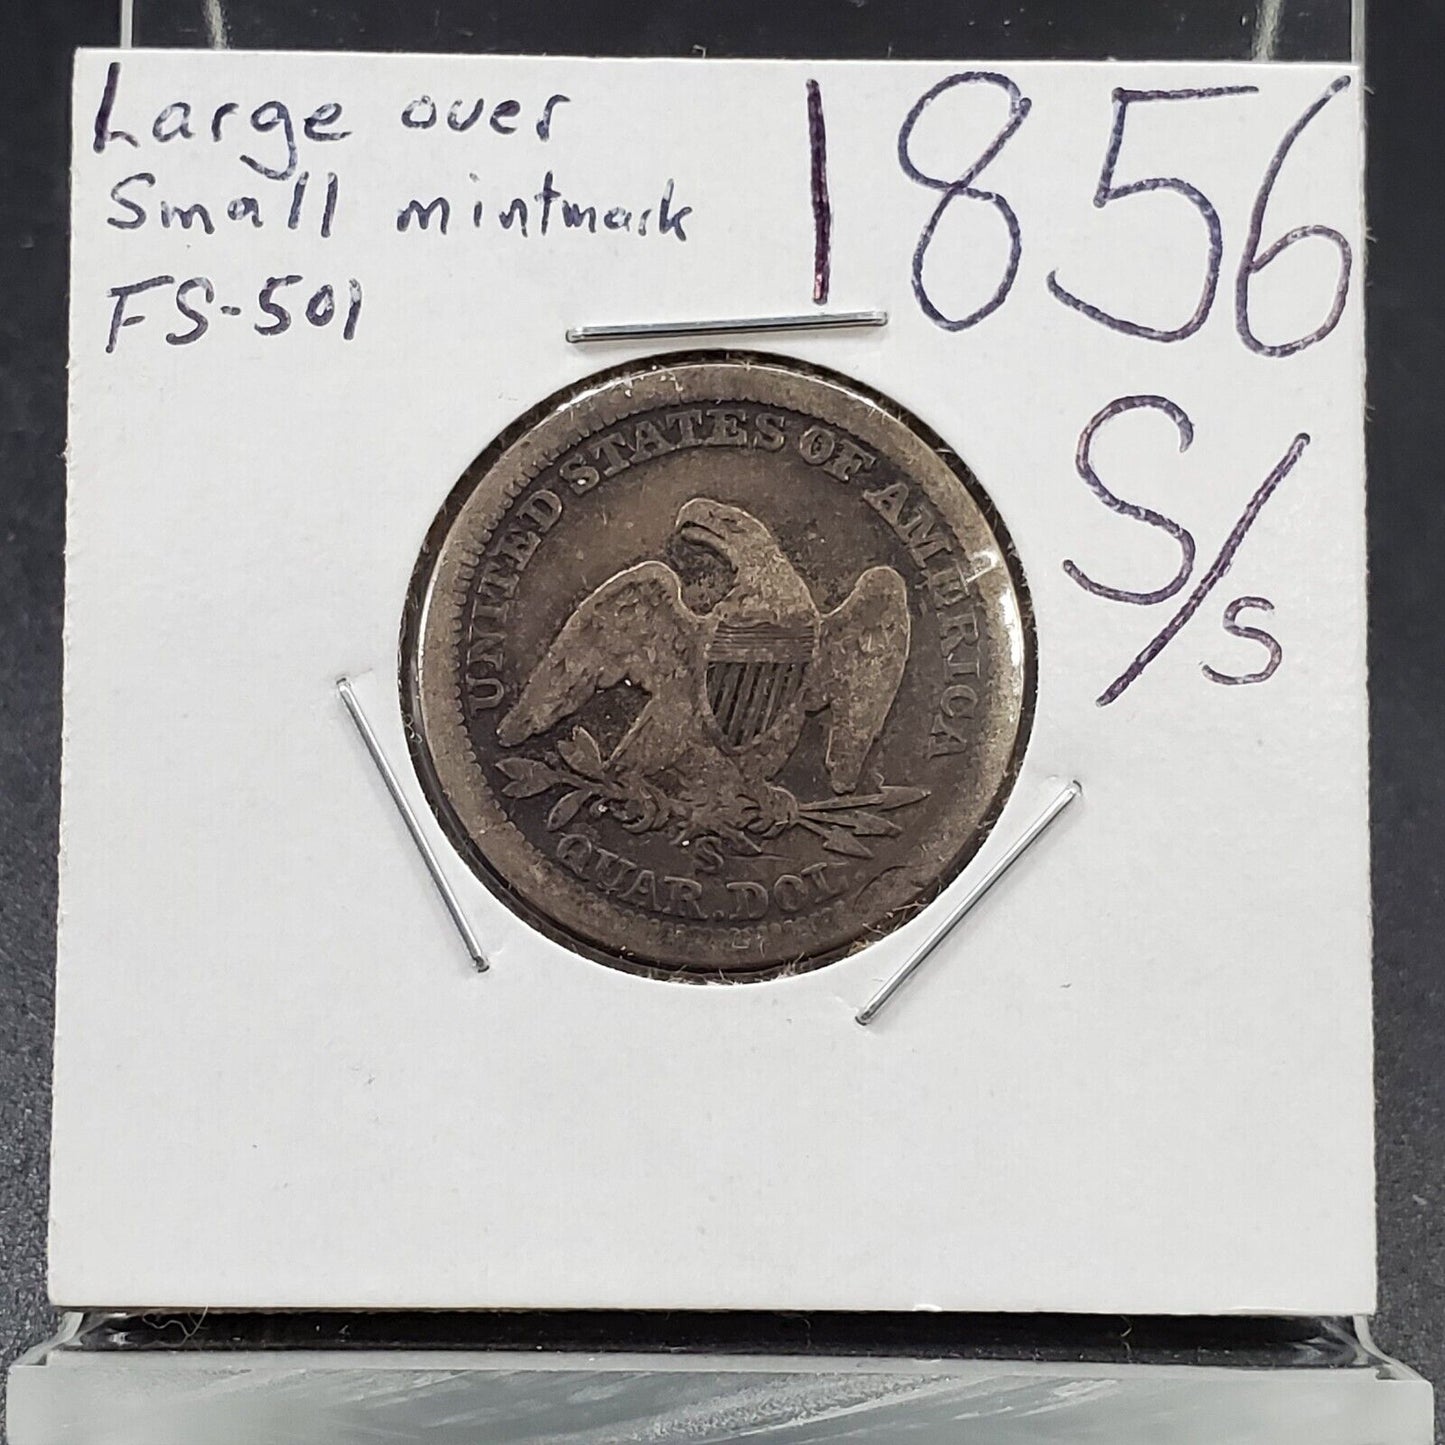 Large over
Small mintmark
FS-501
1856
S/s
UNITED STATES OF AMERICA
S
QUAR. DOL.